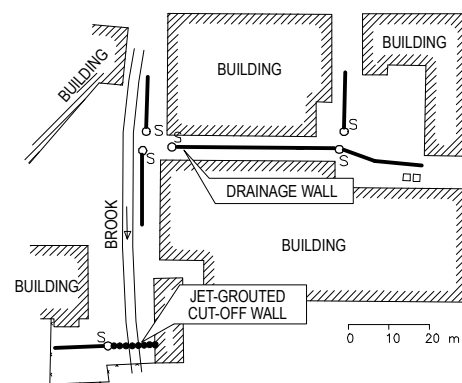 BUILDING
BUILDING
BUILDING
S
S
S
S
S
DRAINAGE WALL
BROOK
BUILDING
BUILDING
JET-GROUTED
CUT-OFF WALL
S
0 10 20 m